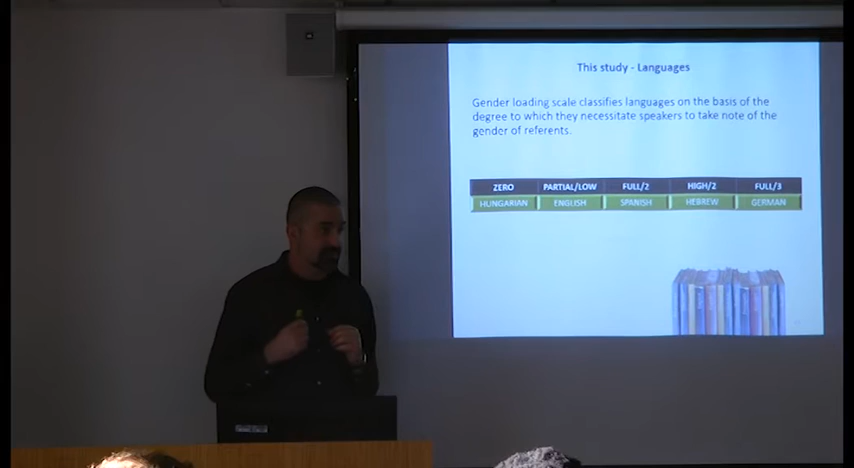 This study - Languages
Gender loading scale classifies languages on the basis of the
degree to which they necessitate speakers to take note of the
gender of referents.
ZERO PARTIAL/LOW FULL/2 HIGH/2 FULL/3
HUNGARIAN ENGLISH SPANISH HEBREW GERMAN